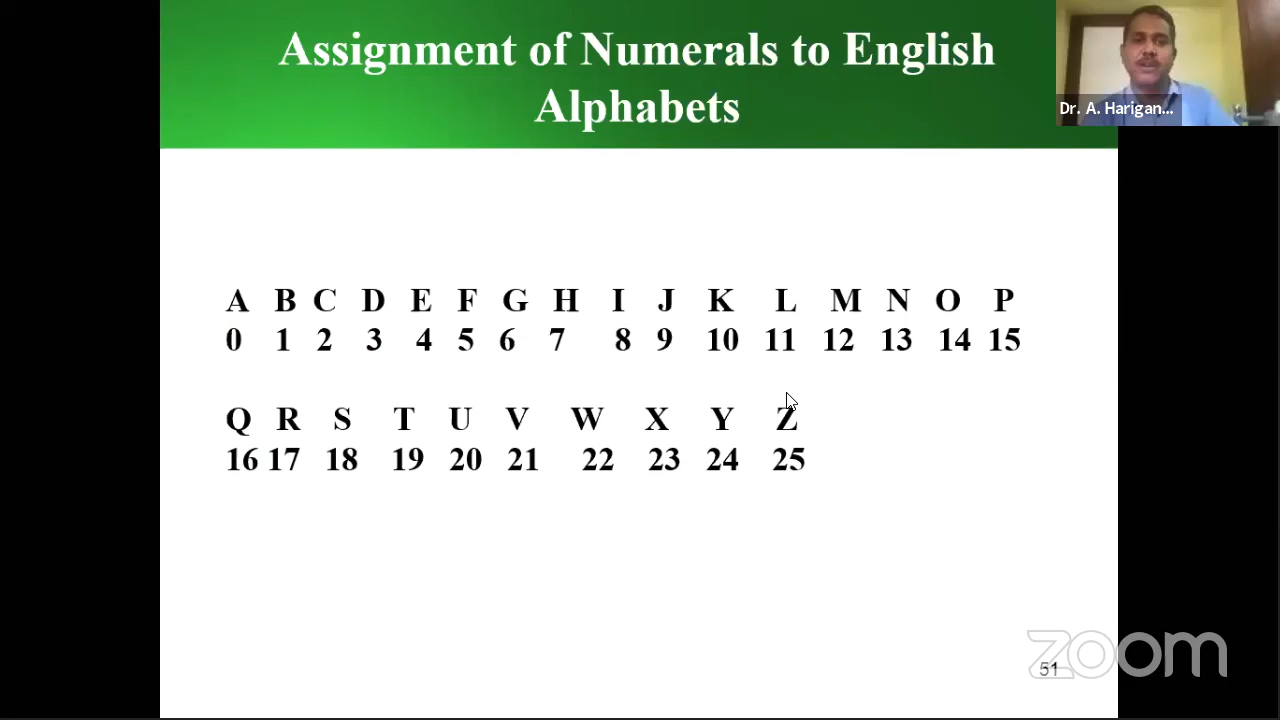 Assignment of Numerals to English
Alphabets
Dr. A. Harigan...
A B C D E F G H I J K L M N O P
0 1 2 3 4 5 6 7 8 9 10 11 12 13 14 15
Q R S T U V W X Y Z
16 17 18 19 20 21 22 23 24 25
zoom
51